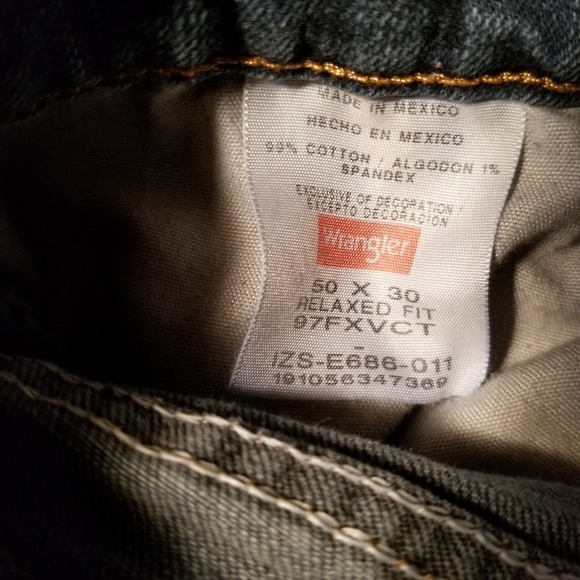 MADE IN MEXICO
HECHO EN MEXICO
99% COTTON / ALGODON 1%
SPANDEX
EXCLUSIVE OF DECORATION /
EXCEPTO DECORACION
Wrangler
50 X 30
RELAXED FIT
97FXVCT
-
IZS-E686-011
191056347369